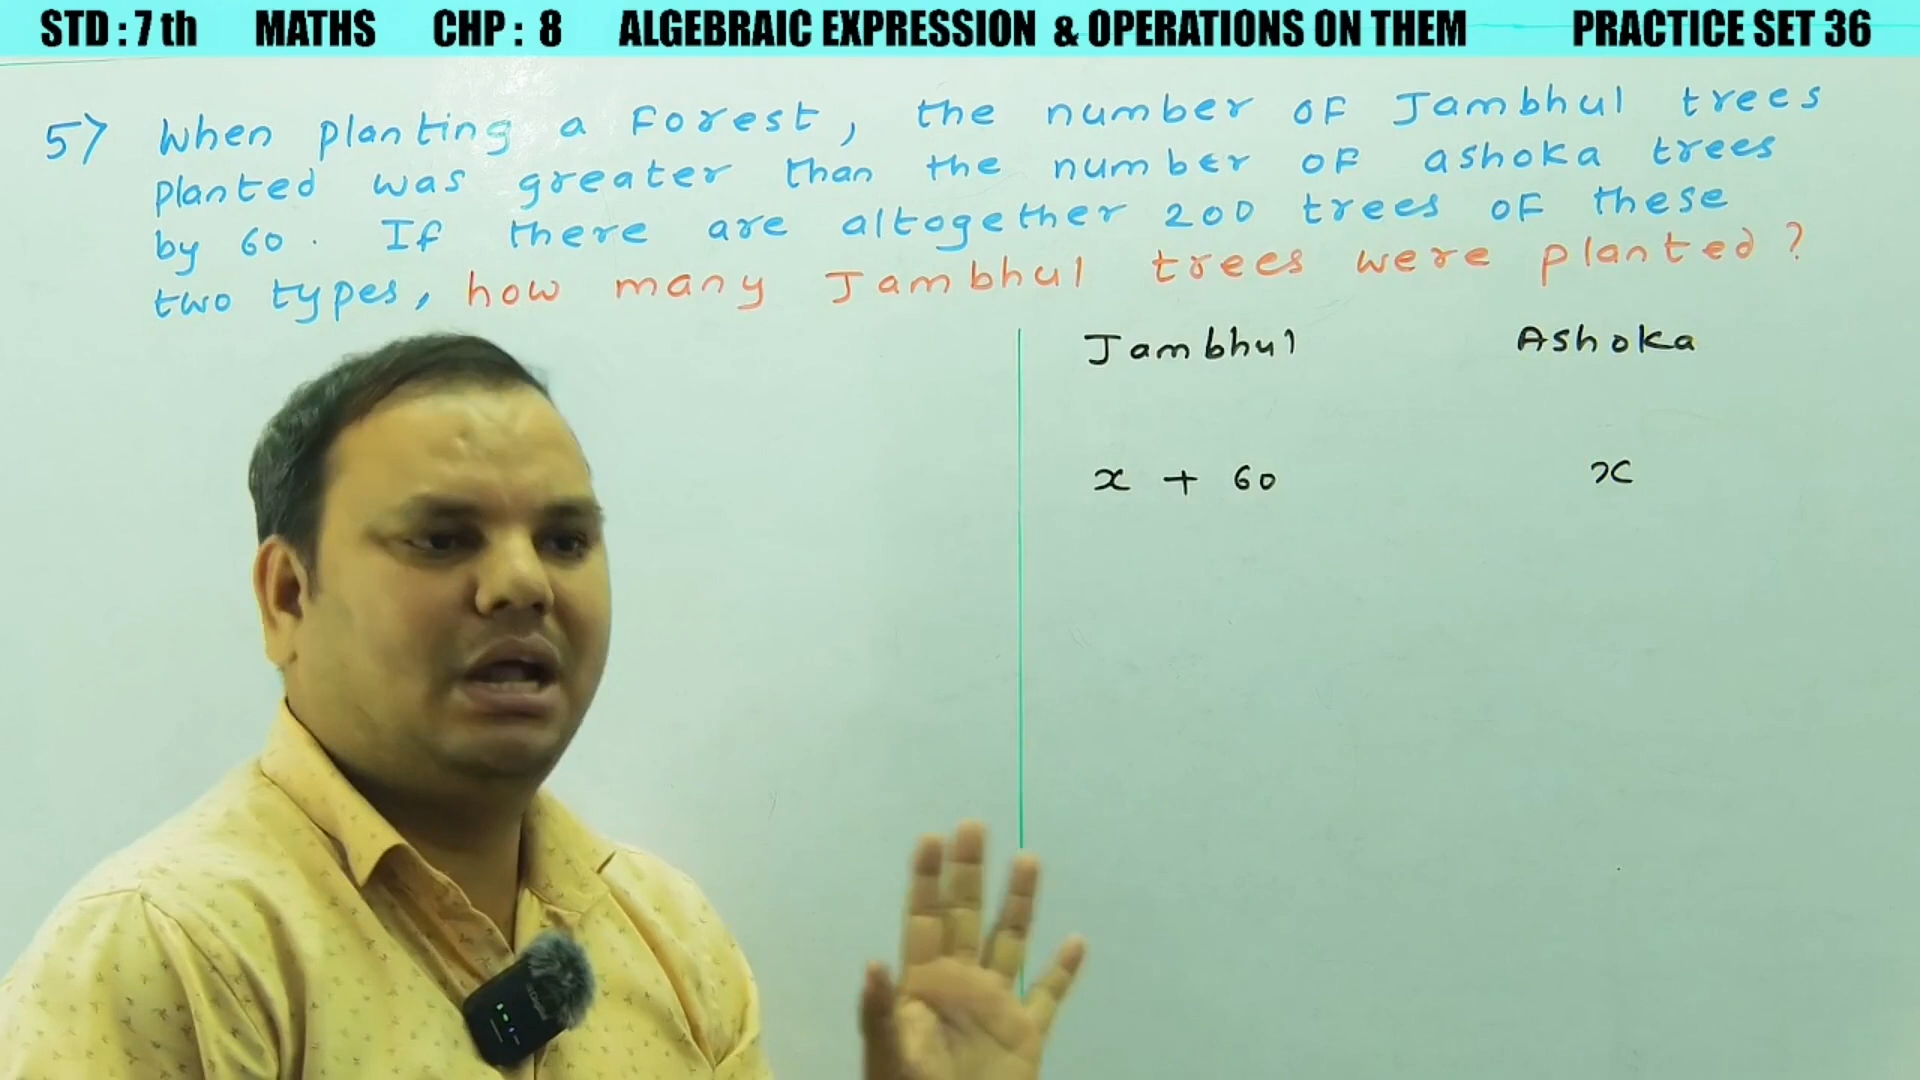 STD : 7 th MATHS CHP : 8 ALGEBRAIC EXPRESSION & OPERATIONS ON THEM PRACTICE SET 36
5) When planting a Forest, the number OF Jambhul trees
planted was greater than the number OF ashoka trees
by 60. If there are altogether 200 trees OF these
two types, how many Jambhul trees were planted?
Jambhul Ashoka
x + 60 x